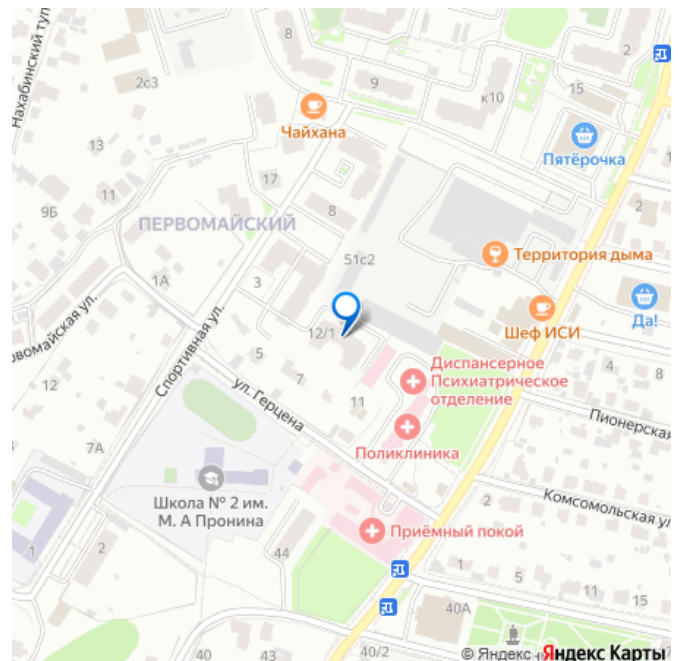 Нахабинский туп
2с3
8
9
к10
15
2
Чайхана
Пятёрочка
13
11
17
1
9Б
8
2
ПЕРВОМАЙСКИЙ
51с2
Территория дыма
1А
3
Да!
Шеф ИСИ
12/1
рвомайская ул.
Спортивная ул.
5
4
8
Диспансерное
Психиатрическое
отделение
12
7
ул. Герцена
11
Пионерская
7А
Поликлиника
Школа № 2 им.
М. А Пронина
2
Комсомольская ул
Приёмный покой
1
2
44
1
5
11
15
40А
40
43
40/2
© Яндекс
Яндекс Карты